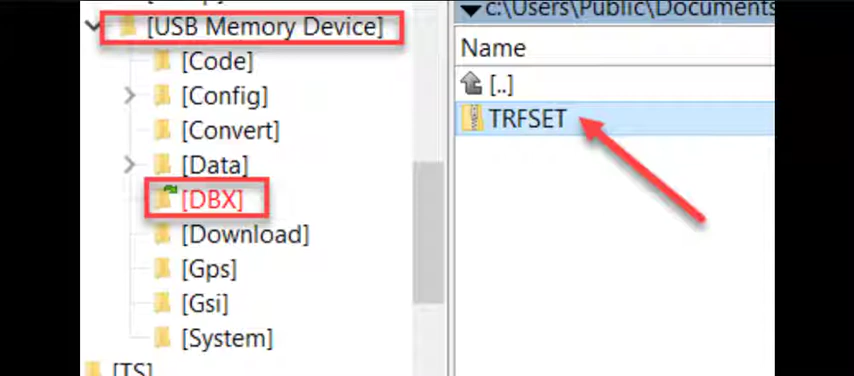 [USB Memory Device]
[Code]
[Config]
[Convert]
[Data]
[DBX]
[Download]
[Gps]
[Gsi]
[System]
[TS]
c:\Users\Public\Documents
Name
[..]
TRFSET